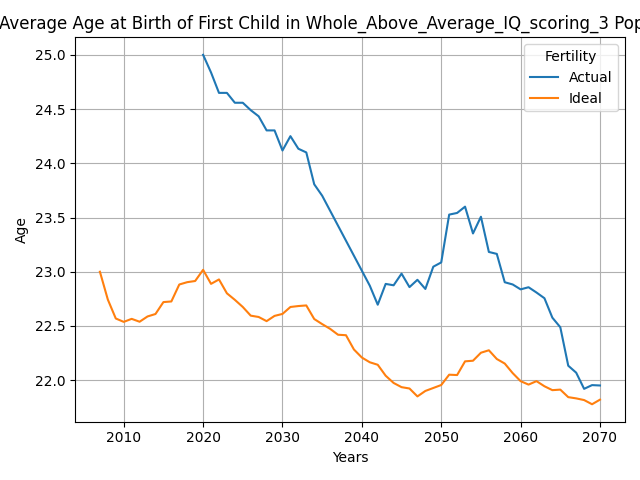 Average Age at Birth of First Child in Whole_Above_Average_IQ_scoring_3 Pop
Fertility
Actual
Ideal
25.0
24.5
24.0
23.5
23.0
22.5
22.0
Age
2010 2020 2030 2040 2050 2060 2070
Years